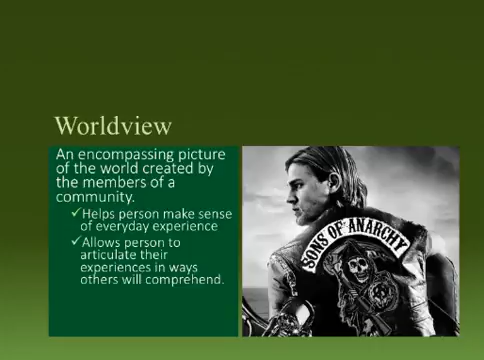 Worldview
An encompassing picture
of the world created by
the members of a
community.
✓Helps person make sense
of everyday experience
✓Allows person to
articulate their
experiences in ways
others will comprehend.
SONS OF ANARCHY